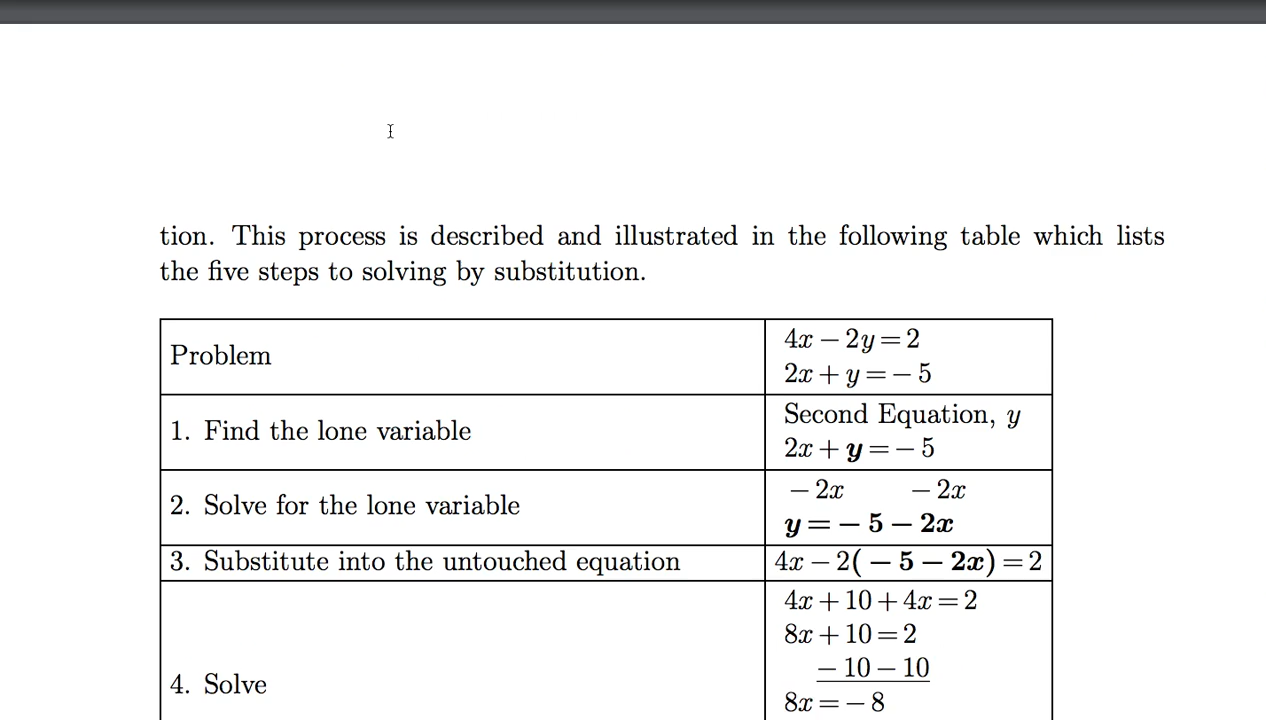 tion. This process is described and illustrated in the following table which lists
the five steps to solving by substitution.
Problem
4x − 2y = 2
2x + y = − 5
1. Find the lone variable
Second Equation, y
2x + y = − 5
2. Solve for the lone variable
− 2x − 2x
y = − 5 − 2x
3. Substitute into the untouched equation
4x − 2( − 5 − 2x) = 2
4. Solve
4x + 10 + 4x = 2
8x + 10 = 2
− 10 − 10
8x = − 8